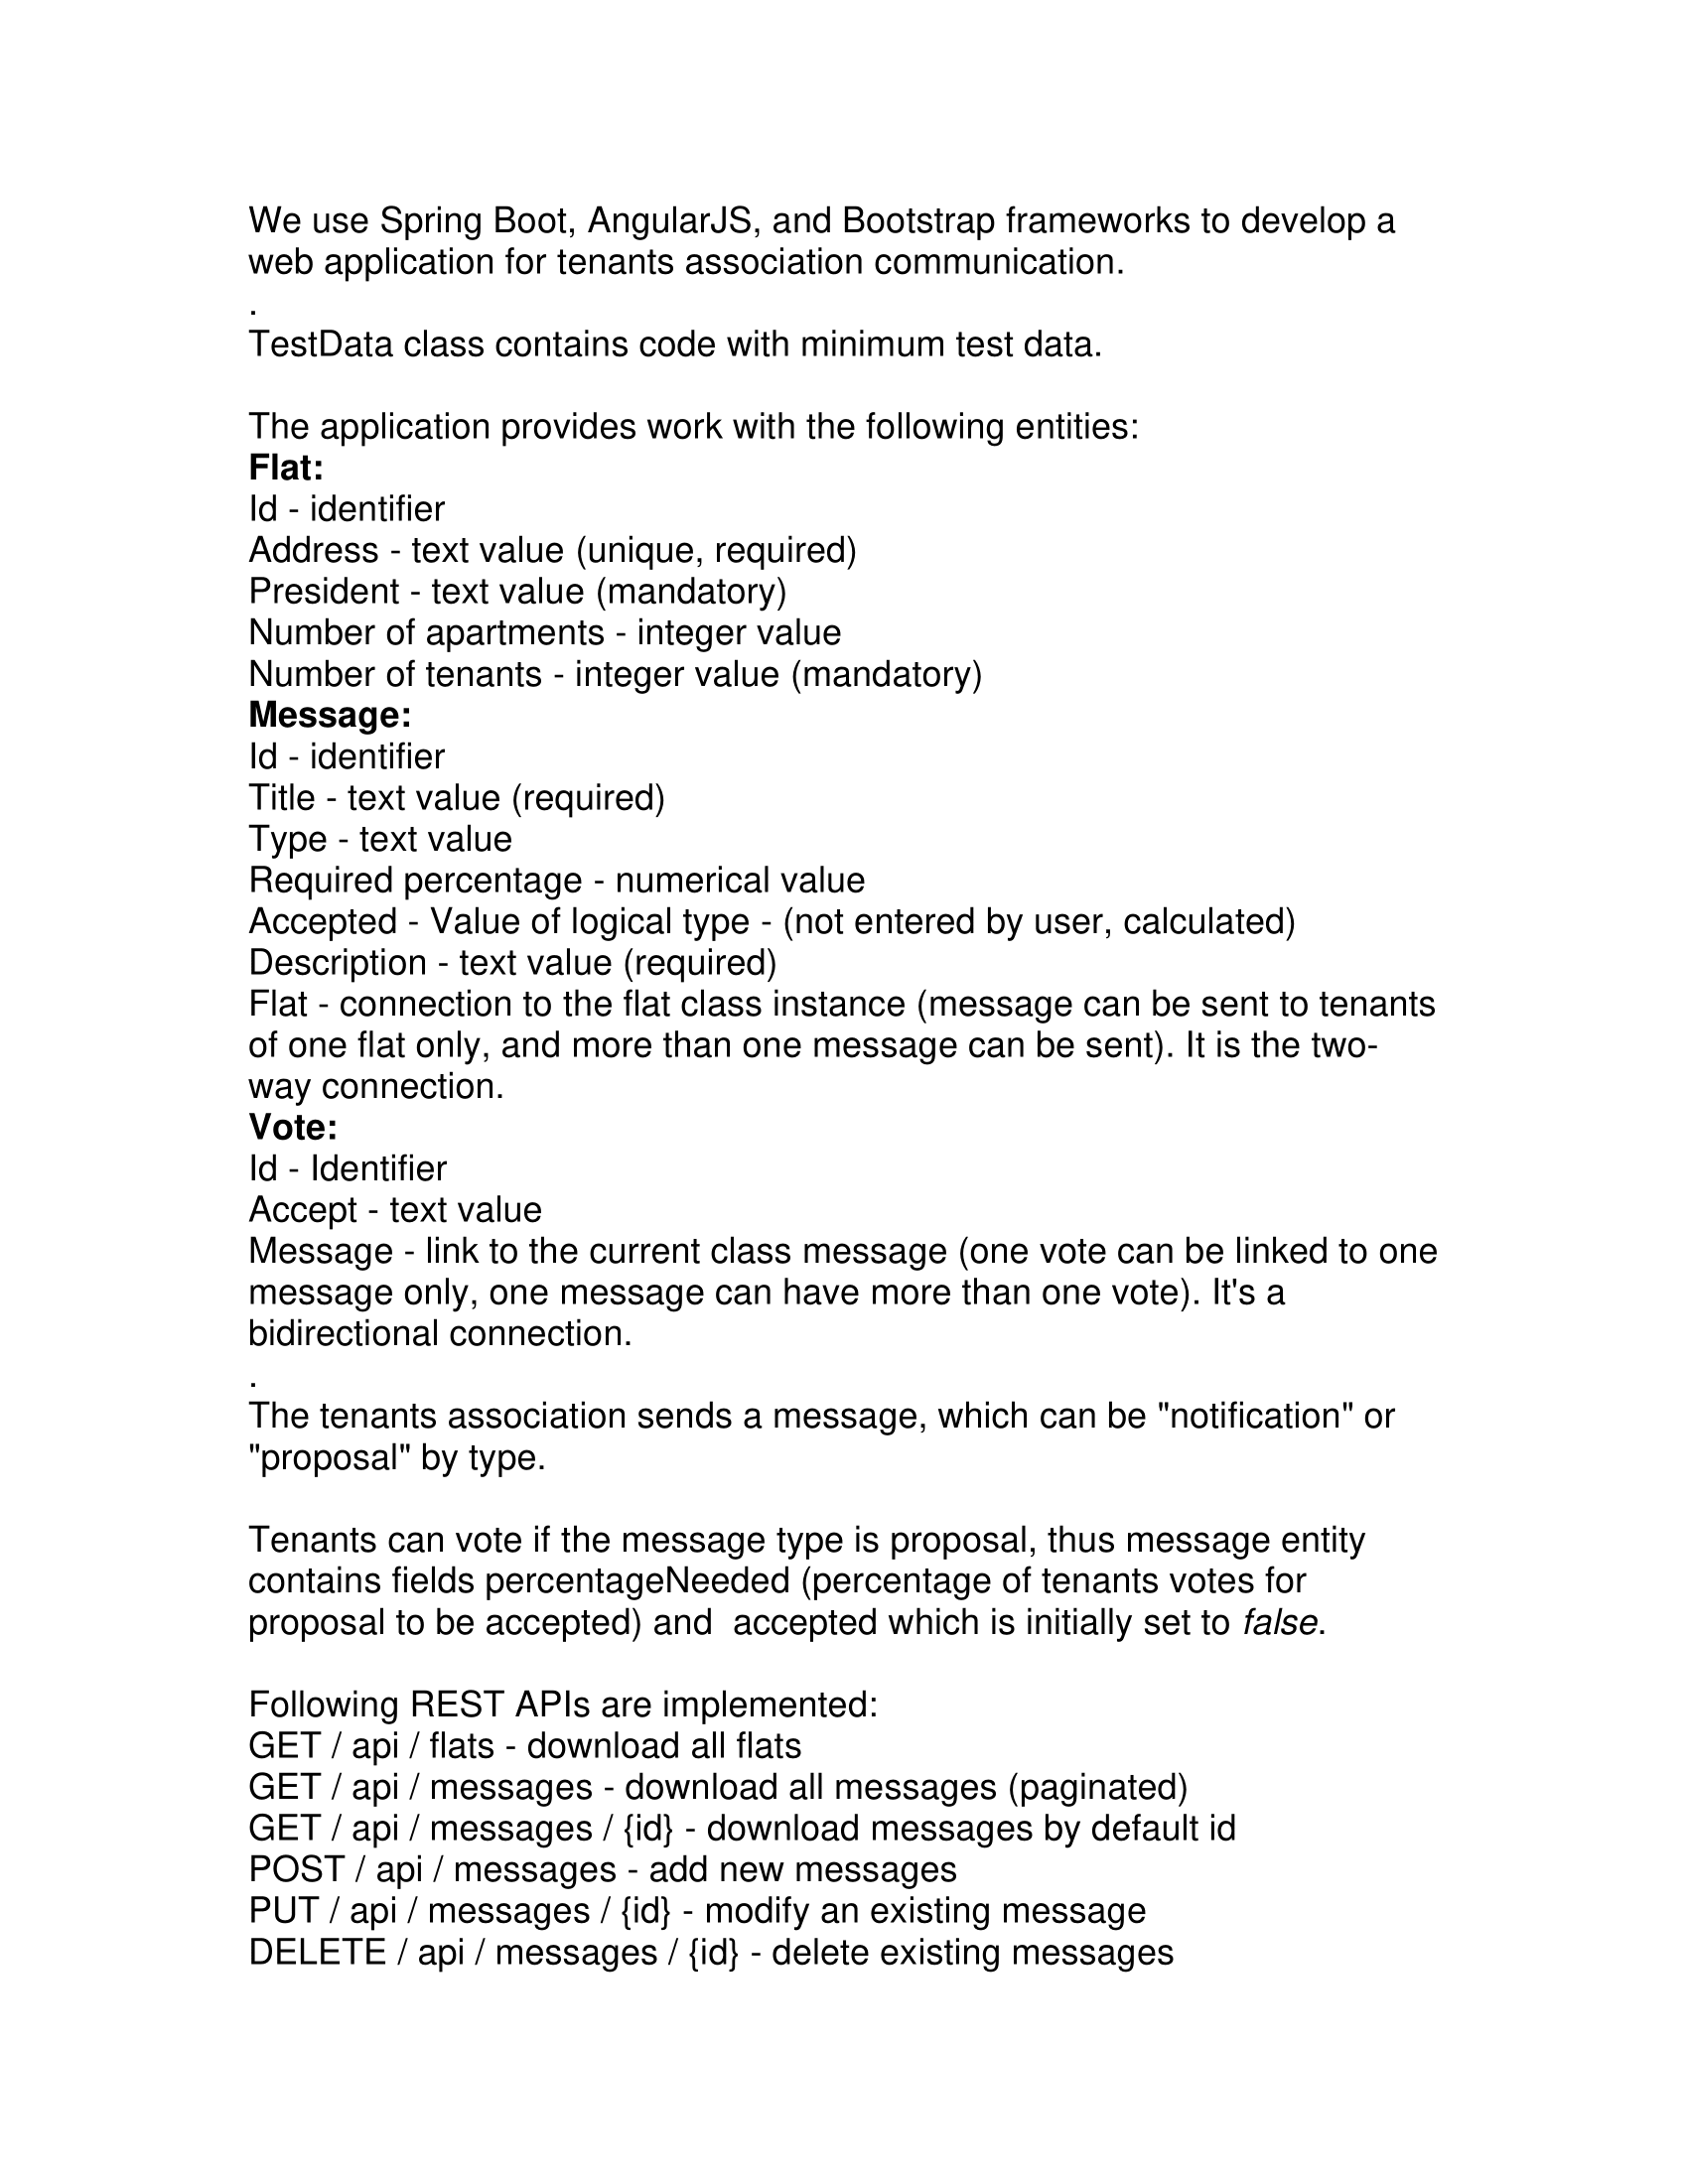 We use Spring Boot, AngularJS, and Bootstrap frameworks to develop a
web application for tenants association communication.
.
TestData class contains code with minimum test data.
The application provides work with the following entities:
Flat:
Id - identifier
Address - text value (unique, required)
President - text value (mandatory)
Number of apartments - integer value
Number of tenants - integer value (mandatory)
Message:
Id - identifier
Title - text value (required)
Type - text value
Required percentage - numerical value
Accepted - Value of logical type - (not entered by user, calculated)
Description - text value (required)
Flat - connection to the flat class instance (message can be sent to tenants
of one flat only, and more than one message can be sent). It is the two-
way connection.
Vote:
Id - Identifier
Accept - text value
Message - link to the current class message (one vote can be linked to one
message only, one message can have more than one vote). It's a
bidirectional connection.
.
The tenants association sends a message, which can be "notification" or
"proposal" by type.
Tenants can vote if the message type is proposal, thus message entity
contains fields percentageNeeded (percentage of tenants votes for
proposal to be accepted) and  accepted which is initially set to false.
Following REST APIs are implemented:
GET / api / flats - download all flats
GET / api / messages - download all messages (paginated)
GET / api / messages / {id} - download messages by default id
POST / api / messages - add new messages
PUT / api / messages / {id} - modify an existing message
DELETE / api / messages / {id} - delete existing messages